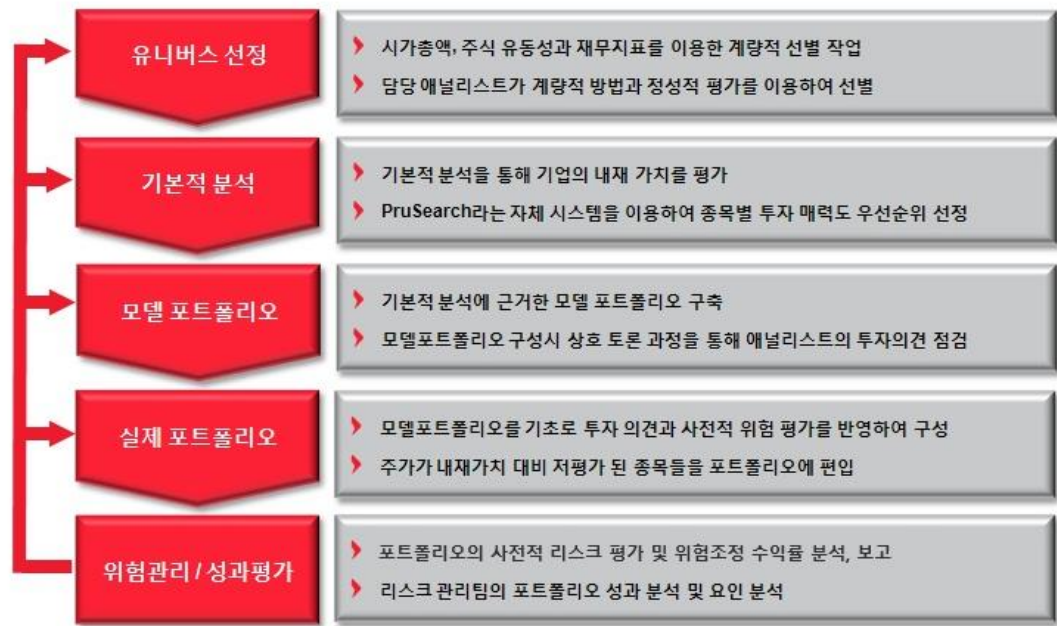 유니버스 선정
시가총액, 주식 유동성과 재무지표를 이용한 계량적 선별 작업
담당 애널리스트가 계량적 방법과 정성적 평가를 이용하여 선별
기본적 분석
기본적 분석을 통해 기업의 내재 가치를 평가
PruSearch라는 자체 시스템을 이용하여 종목별 투자 매력도 우선순위 선정
모델 포트폴리오
기본적 분석에 근거한 모델 포트폴리오 구축
모델포트폴리오 구성시 상호 토론 과정을 통해 애널리스트의 투자의견 점검
실제 포트폴리오
모델포트폴리오를 기초로 투자 의견과 사전적 위험 평가를 반영하여 구성
주가가 내재가치 대비 저평가 된 종목들을 포트폴리오에 편입
위험관리 / 성과평가
포트폴리오의 사전적 리스크 평가 및 위험조정 수익률 분석, 보고
리스크 관리팀의 포트폴리오 성과 분석 및 요인 분석